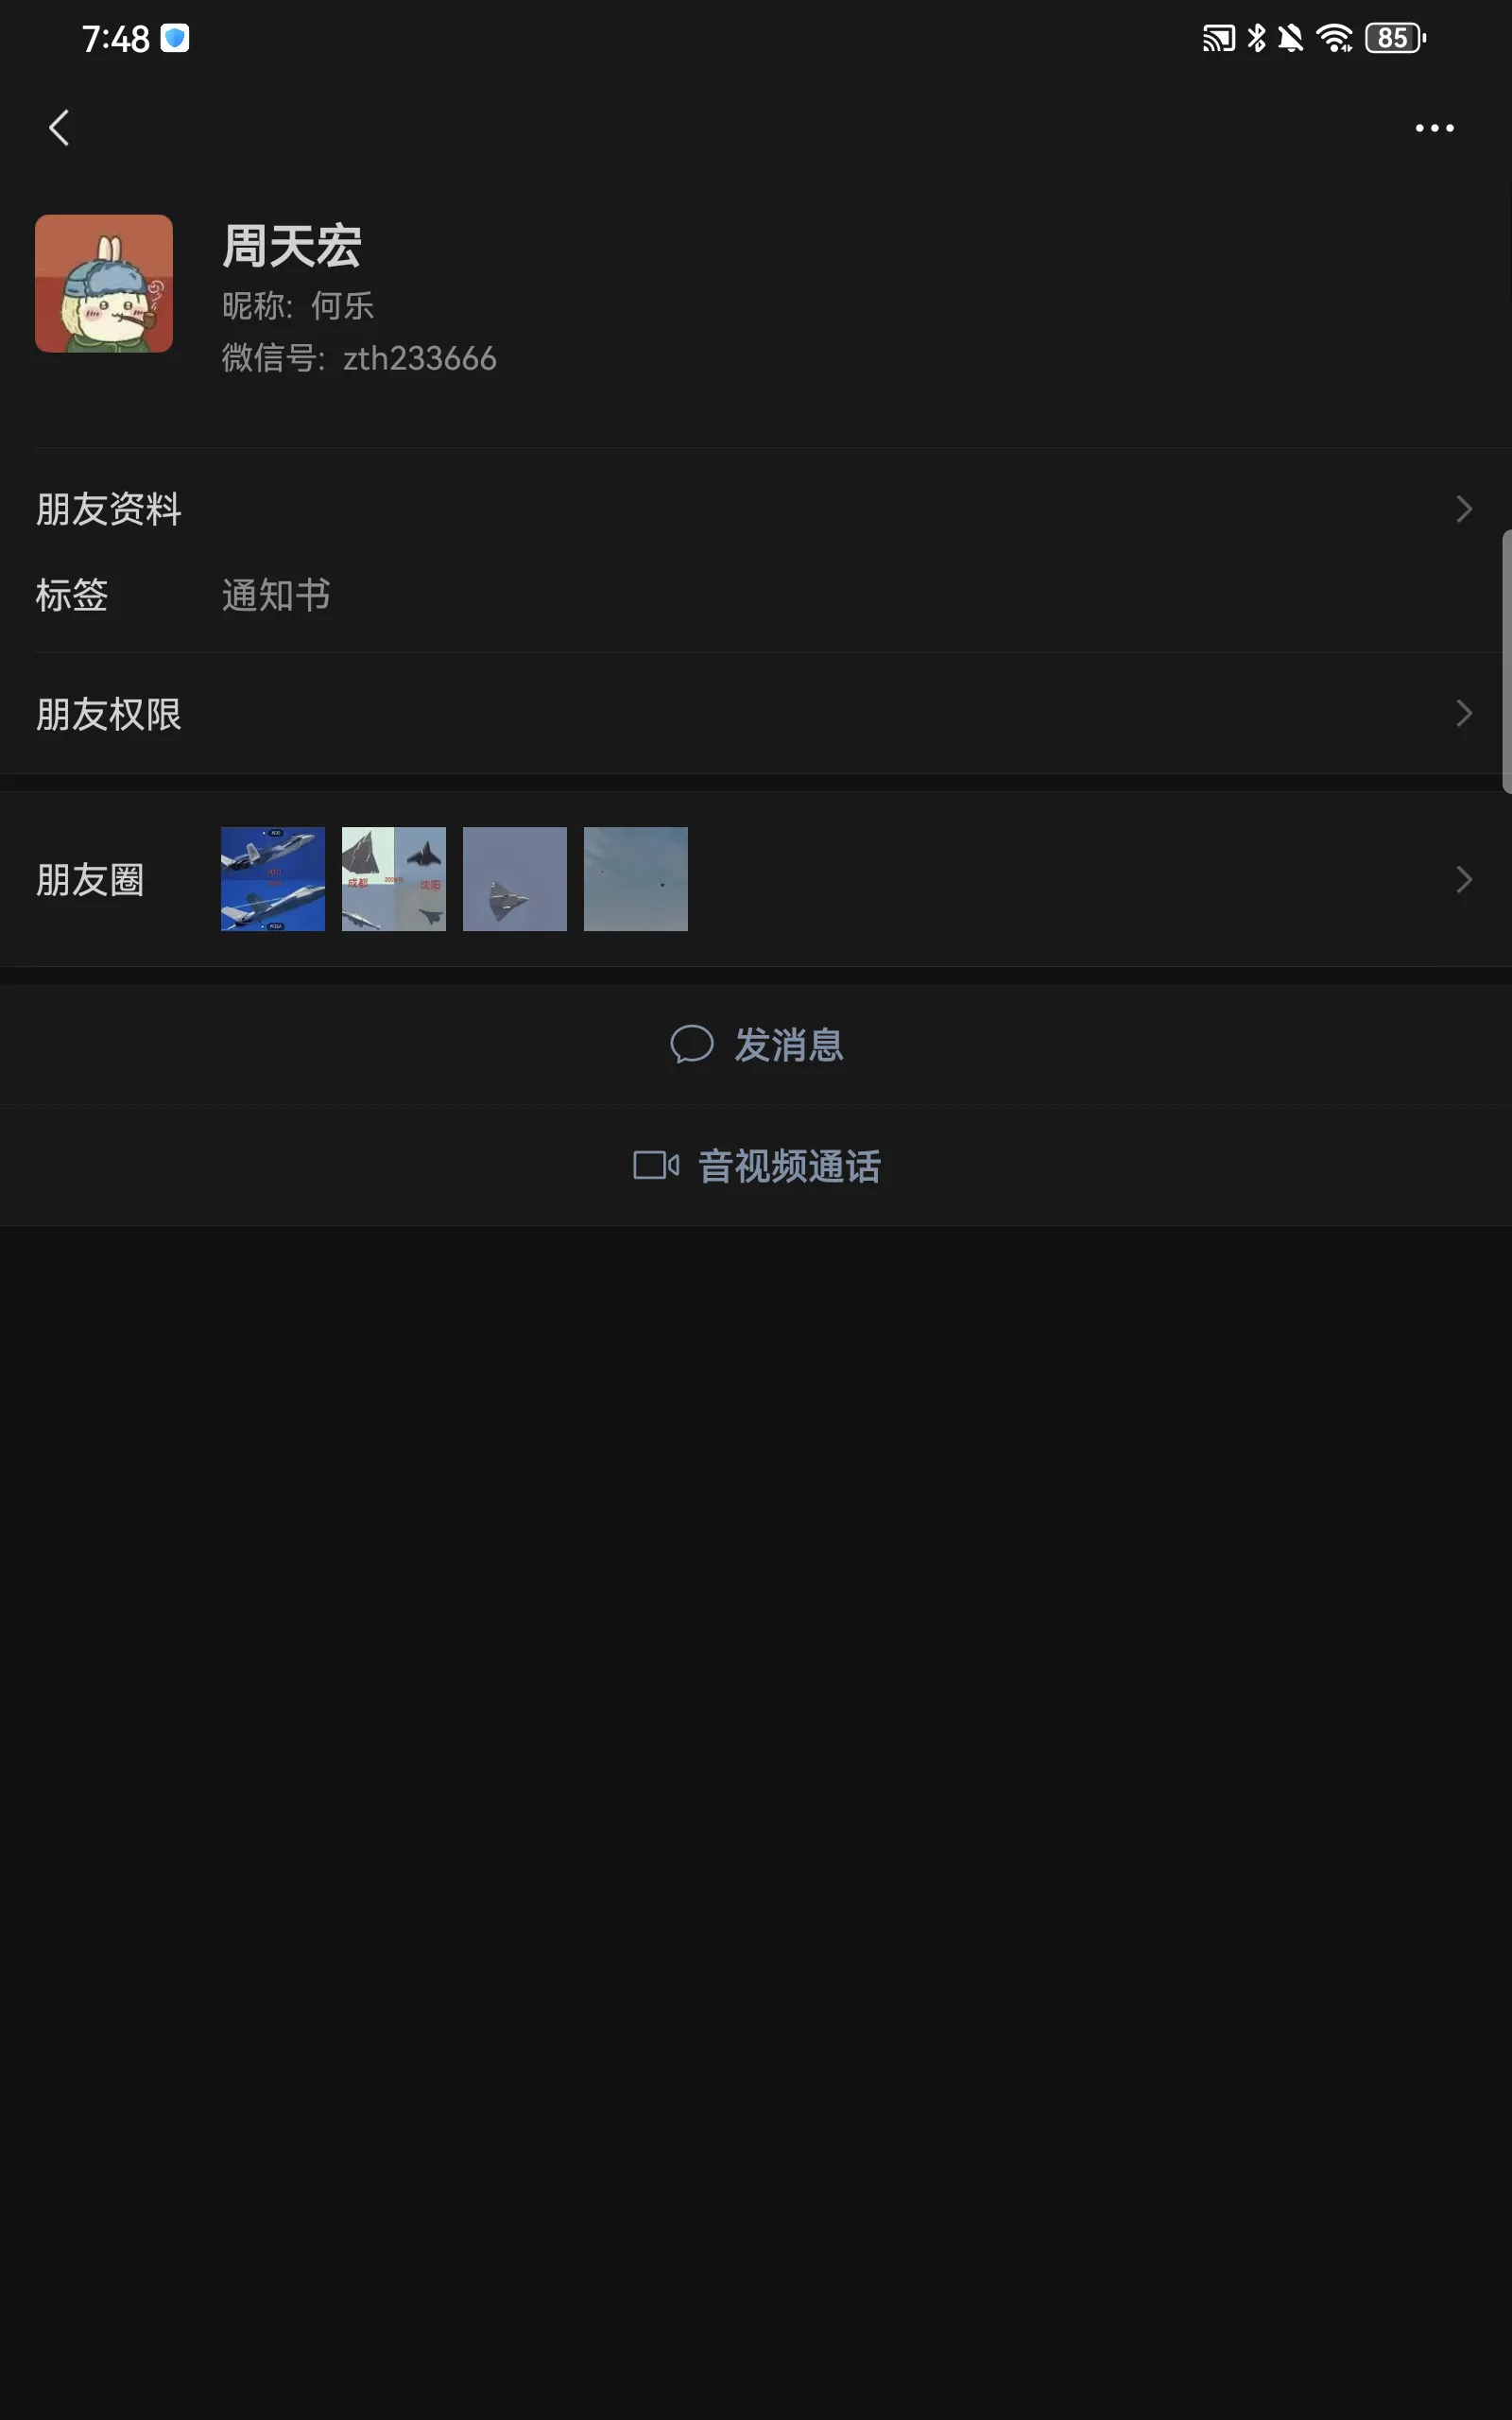 7:48
85
周天宏
昵称: 何乐
微信号: zth233666
朋友资料
标签 通知书
朋友权限
朋友圈
成都
沈阳
发消息
音视频通话